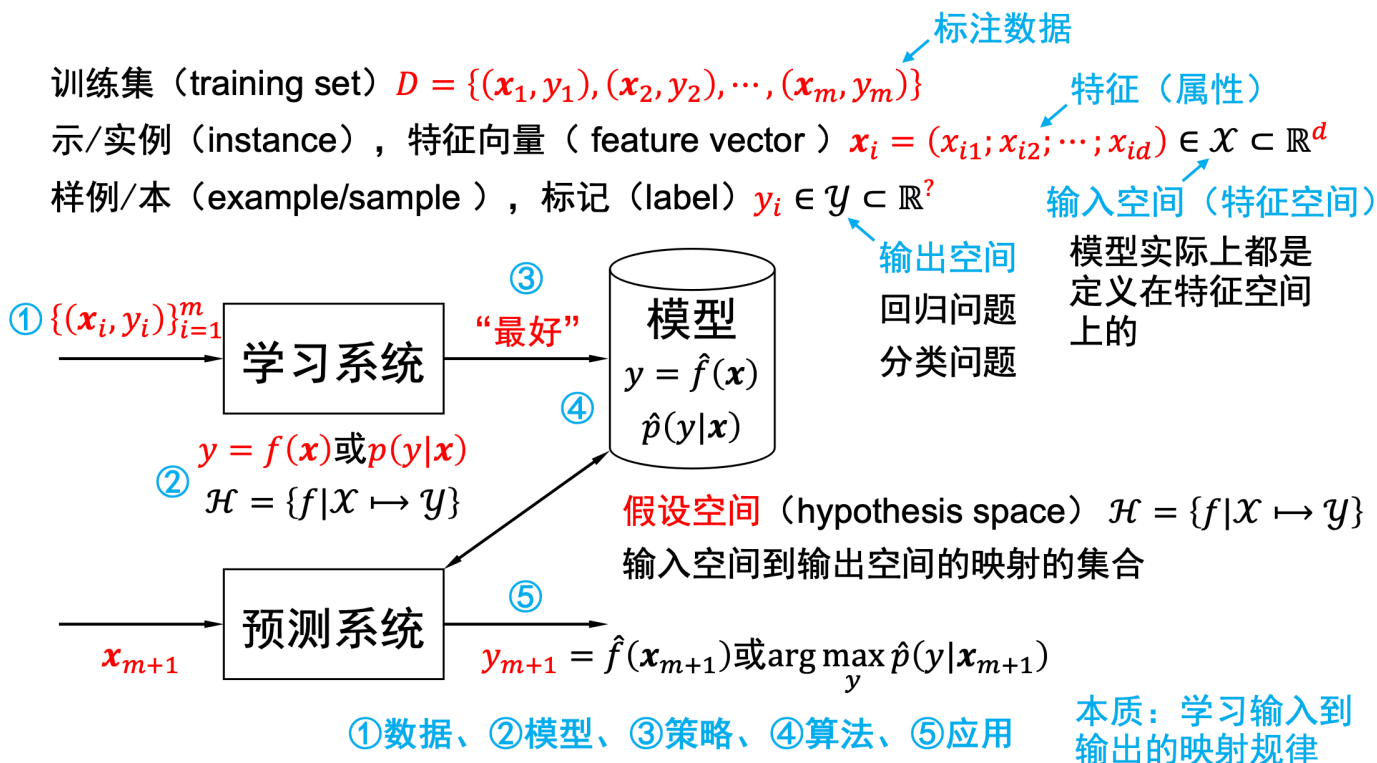 标注数据
训练集（training set）D = {(x₁, y₁), (x₂, y₂), ⋯, (xₘ, yₘ)}
特征（属性）
示/实例（instance），特征向量（ feature vector ）xᵢ = (xᵢ₁; xᵢ₂; ⋯; x_{id}) ∈ 𝒳 ⊂ ℝᵈ
样例/本（example/sample ），标记（label）yᵢ ∈ 𝒴 ⊂ ℝ^?
输入空间（特征空间）
模型实际上都是
定义在特征空间
上的
输出空间
回归问题
分类问题
① {(xᵢ, yᵢ)}ᵢ₌₁ᵐ
学习系统
③
“最好”
④
模型
y = f̂(x)
p̂(y|x)
y = f(x)或p(y|x)
② ℋ = {f|𝒳 ↦ 𝒴}
假设空间（hypothesis space）ℋ = {f|𝒳 ↦ 𝒴}
输入空间到输出空间的映射的集合
xₘ₊₁
预测系统
⑤
yₘ₊₁ = f̂(xₘ₊₁)或arg max_y p̂(y|xₘ₊₁)
①数据、②模型、③策略、④算法、⑤应用
本质：学习输入到
输出的映射规律